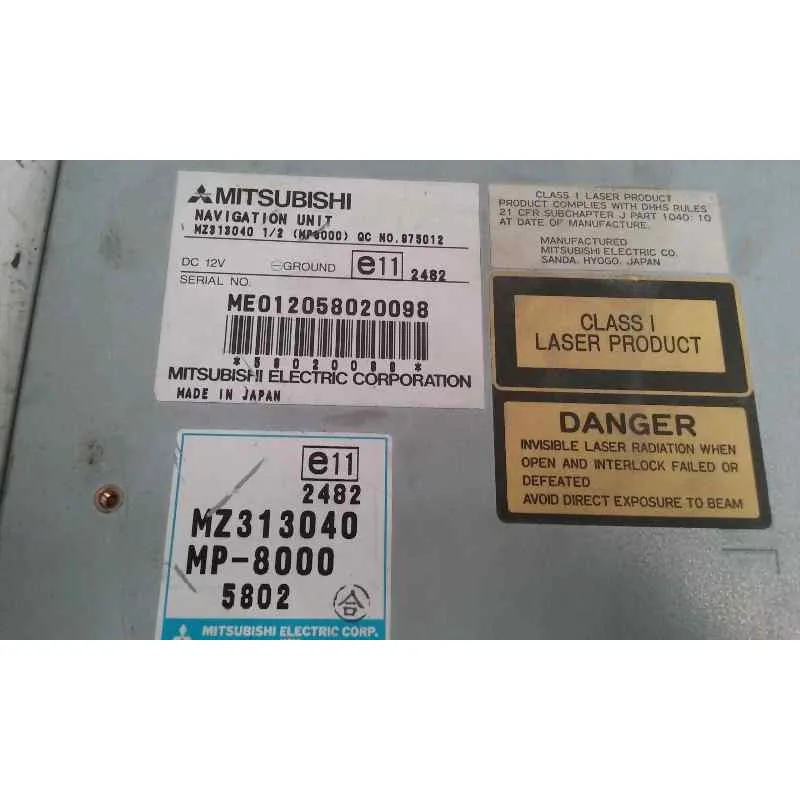 MITSUBISHI
NAVIGATION UNIT
MZ313040 1/2 (MP8000) QC NO.975012
DC 12V ⊖GROUND e11 2482
SERIAL NO.
ME012058020098
*58020098*
MITSUBISHI ELECTRIC CORPORATION
MADE IN JAPAN
CLASS I LASER PRODUCT
PRODUCT COMPLIES WITH DHHS RULES
21 CFR SUBCHAPTER J PART 1040. 10
AT DATE OF MANUFACTURE.
MANUFACTURED
MITSUBISHI ELECTRIC CO.
SANDA. HYOGO. JAPAN
CLASS I
LASER PRODUCT
DANGER
INVISIBLE LASER RADIATION WHEN
OPEN AND INTERLOCK FAILED OR
DEFEATED
AVOID DIRECT EXPOSURE TO BEAM
e11
2482
MZ313040
MP-8000
5802
合
MITSUBISHI ELECTRIC CORP.